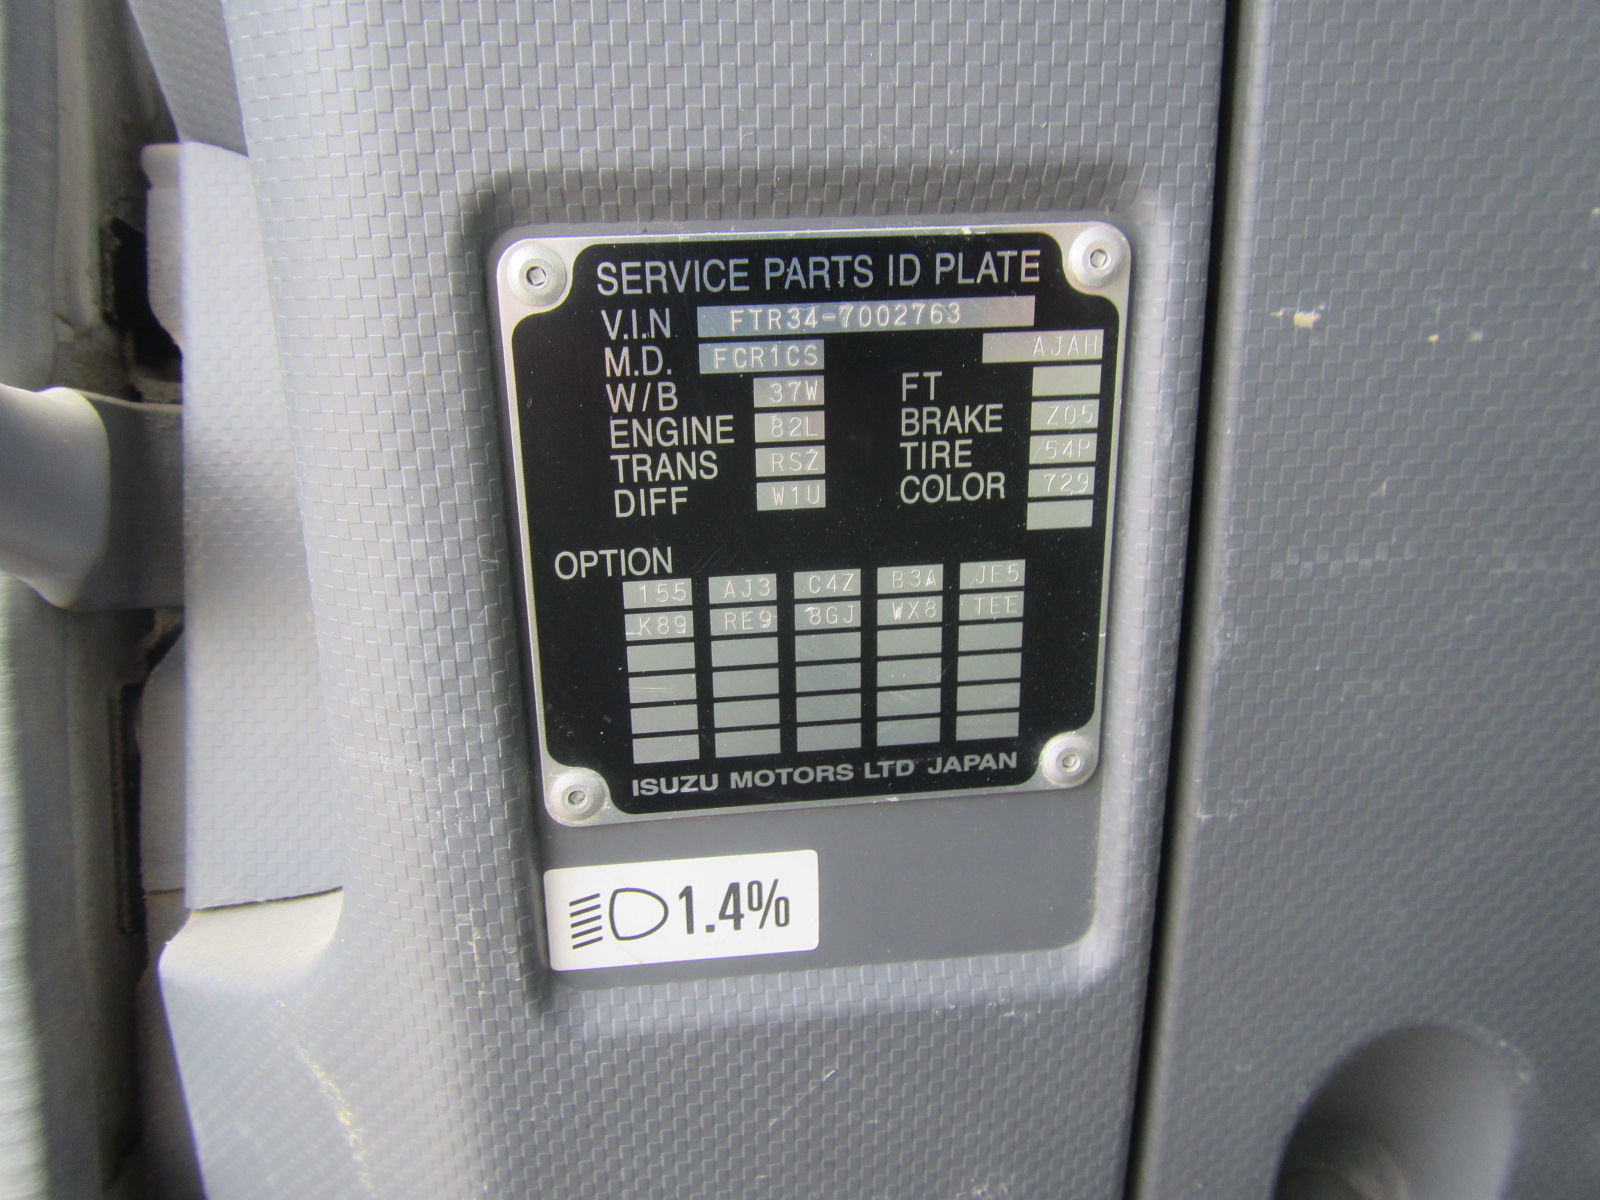 SERVICE PARTS ID PLATE
V.I.N FTR34-7002763
M.D. FCR1CS AJAH
W/B 37W FT
ENGINE 82L BRAKE Z05
TRANS RSZ TIRE 54P
DIFF W1U COLOR 729
OPTION
155 AJ3 C4Z B3A JE5
K89 RE9 8GJ WX8 TEE
ISUZU MOTORS LTD JAPAN
1.4%